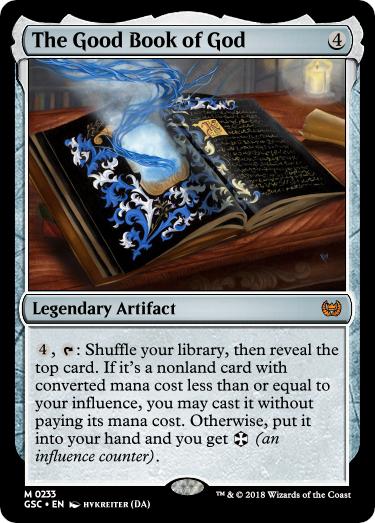 The Good Book of God 4
Legendary Artifact
4, : Shuffle your library, then reveal the
top card. If it's a nonland card with
converted mana cost less than or equal to
your influence, you may cast it without
paying its mana cost. Otherwise, put it
into your hand and you get (an
influence counter).
M 0233
GSC • EN HYKREITER (DA)
™ & © 2018 Wizards of the Coast